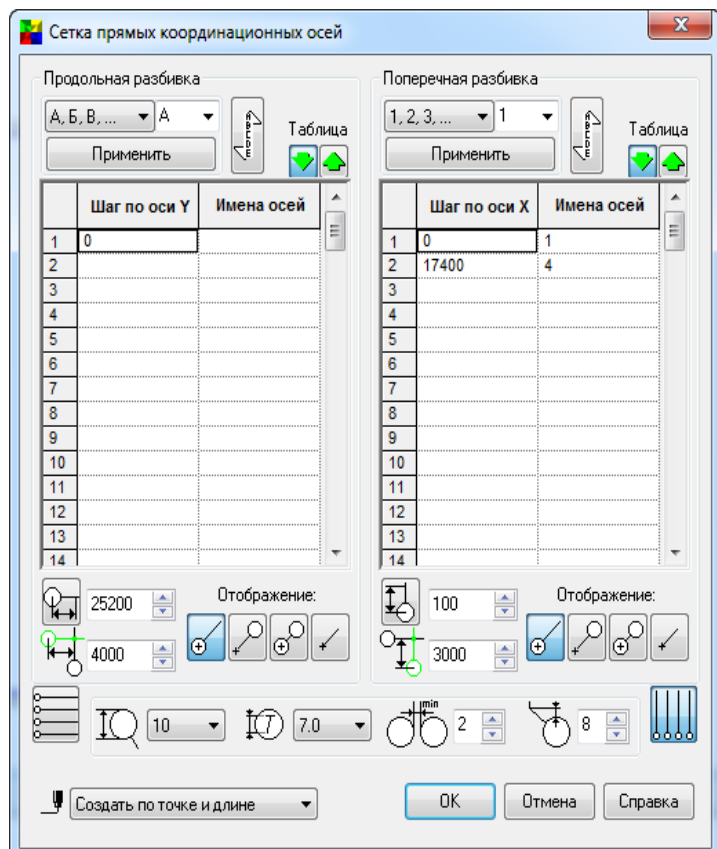 Сетка прямых координационных осей
Продольная разбивка
А, Б, В, ... А
Применить
Таблица
Шаг по оси Y Имена осей
1 0
2
3
4
5
6
7
8
9
10
11
12
13
14
25200
Отображение:
4000
Поперечная разбивка
1, 2, 3, ... 1
Применить
Таблица
Шаг по оси X Имена осей
1 0 1
2 17400 4
3
4
5
6
7
8
9
10
11
12
13
14
100
Отображение:
3000
10
T 7.0
min 2
8
Создать по точке и длине
OK Отмена Справка